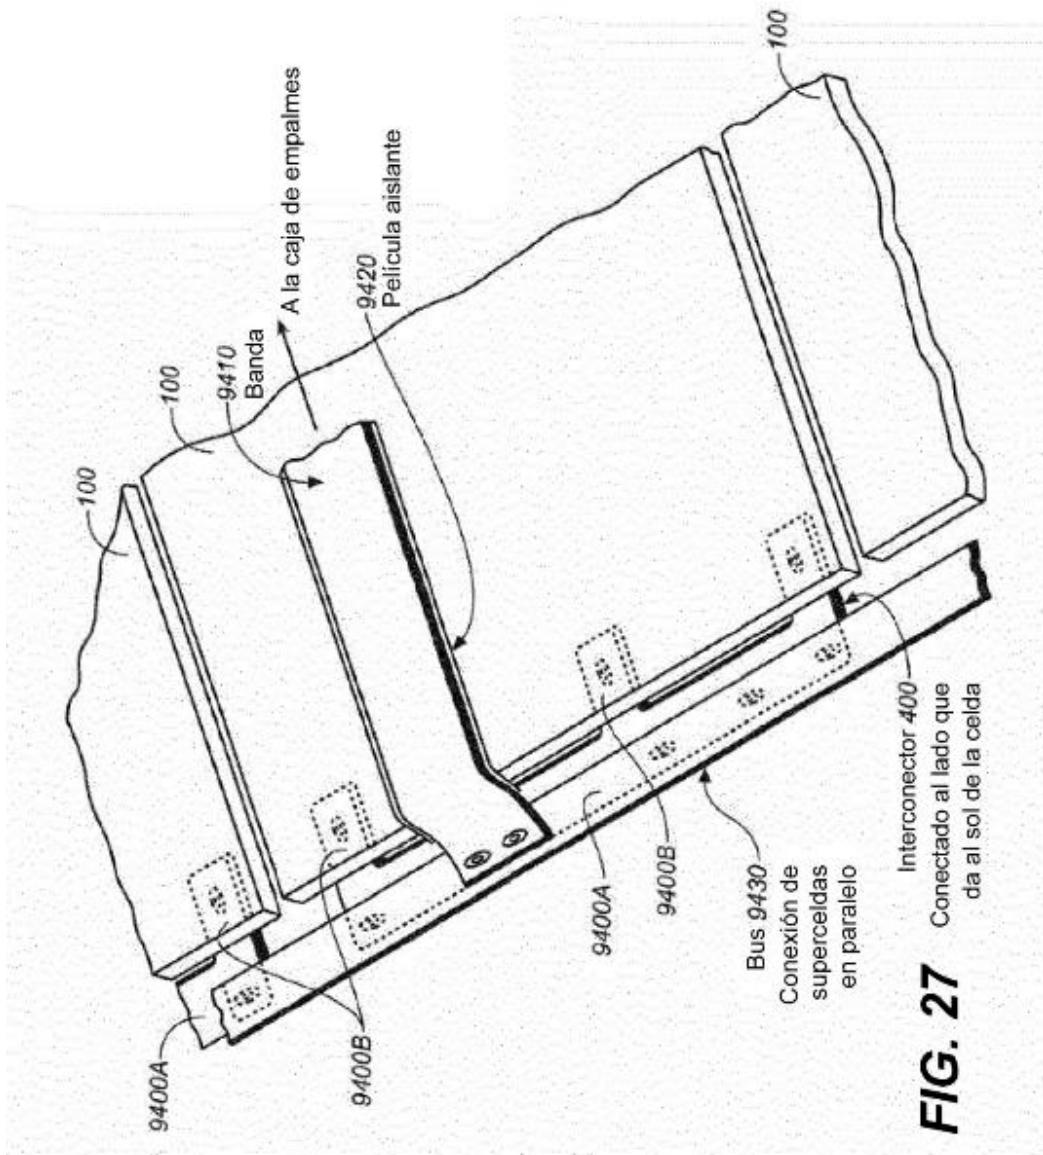 100
A la caja de empalmes
100
9410
Banda
9420
Película aislante
100
100
9400A
9400B
9400A
9400B
Bus 9430
Conexión de
superceldas
en paralelo
Interconector 400
Conectado al lado que
da al sol de la celda
FIG. 27